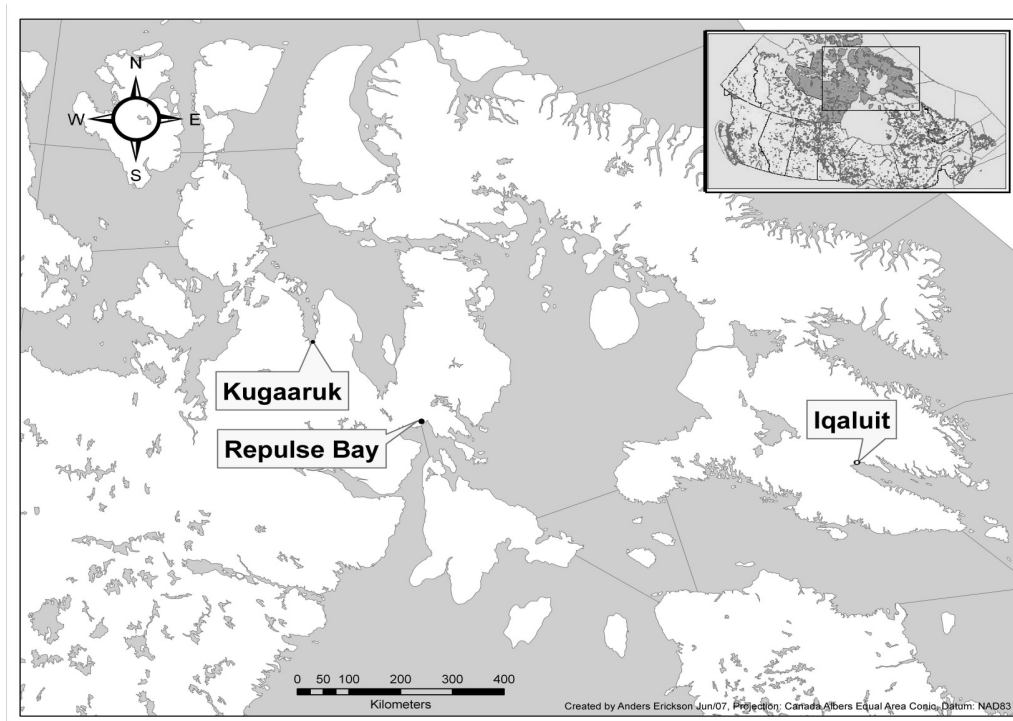 N
W E
S
Kugaaruk
Repulse Bay
Iqaluit
0 50 100 200 300 400
Kilometers
Created by Anders Erickson Jun/07, Projection: Canada Albers Equal Area Conic, Datum: NAD83